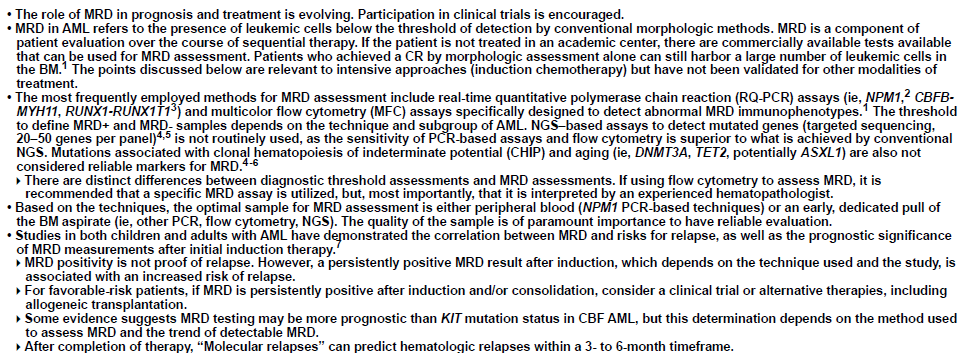 • The role of MRD in prognosis and treatment is evolving. Participation in clinical trials is encouraged.
• MRD in AML refers to the presence of leukemic cells below the threshold of detection by conventional morphologic methods. MRD is a component of
patient evaluation over the course of sequential therapy. If the patient is not treated in an academic center, there are commercially available tests available
that can be used for MRD assessment. Patients who achieved a CR by morphologic assessment alone can still harbor a large number of leukemic cells in
the BM.1 The points discussed below are relevant to intensive approaches (induction chemotherapy) but have not been validated for other modalities of
treatment.
• The most frequently employed methods for MRD assessment include real-time quantitative polymerase chain reaction (RQ-PCR) assays (ie, NPM1,2 CBFB-
MYH11, RUNX1-RUNX1T13) and multicolor flow cytometry (MFC) assays specifically designed to detect abnormal MRD immunophenotypes.1 The threshold
to define MRD+ and MRD- samples depends on the technique and subgroup of AML. NGS–based assays to detect mutated genes (targeted sequencing,
20–50 genes per panel)4,5 is not routinely used, as the sensitivity of PCR-based assays and flow cytometry is superior to what is achieved by conventional
NGS. Mutations associated with clonal hematopoiesis of indeterminate potential (CHIP) and aging (ie, DNMT3A, TET2, potentially ASXL1) are also not
considered reliable markers for MRD.4-6
▸ There are distinct differences between diagnostic threshold assessments and MRD assessments. If using flow cytometry to assess MRD, it is
recommended that a specific MRD assay is utilized, but, most importantly, that it is interpreted by an experienced hematopathologist.
• Based on the techniques, the optimal sample for MRD assessment is either peripheral blood (NPM1 PCR-based techniques) or an early, dedicated pull of
the BM aspirate (ie, other PCR, flow cytometry, NGS). The quality of the sample is of paramount importance to have reliable evaluation.
• Studies in both children and adults with AML have demonstrated the correlation between MRD and risks for relapse, as well as the prognostic significance
of MRD measurements after initial induction therapy.7
▸ MRD positivity is not proof of relapse. However, a persistently positive MRD result after induction, which depends on the technique used and the study, is
associated with an increased risk of relapse.
▸ For favorable-risk patients, if MRD is persistently positive after induction and/or consolidation, consider a clinical trial or alternative therapies, including
allogeneic transplantation.
▸ Some evidence suggests MRD testing may be more prognostic than KIT mutation status in CBF AML, but this determination depends on the method used
to assess MRD and the trend of detectable MRD.
▸ After completion of therapy, “Molecular relapses” can predict hematologic relapses within a 3- to 6-month timeframe.